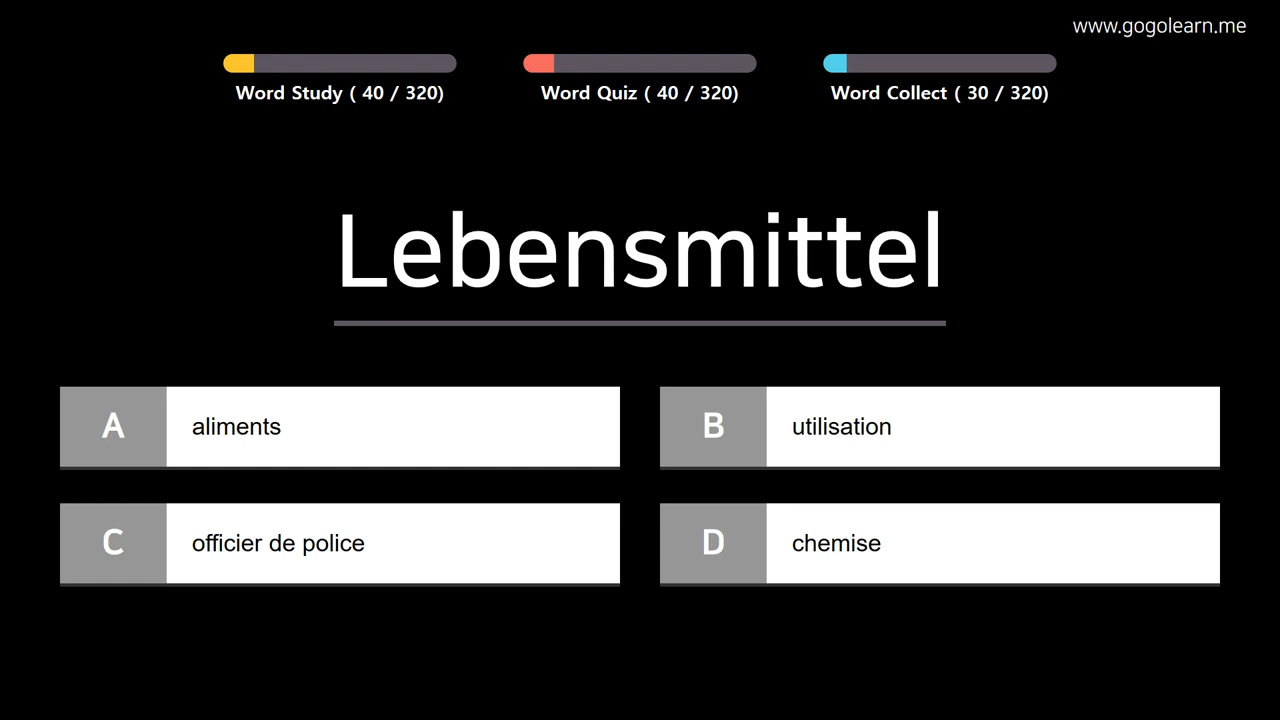 www.gogolearn.me
Word Study ( 40 / 320)
Word Quiz ( 40 / 320)
Word Collect ( 30 / 320)
Lebensmittel
A aliments
B utilisation
C officier de police
D chemise